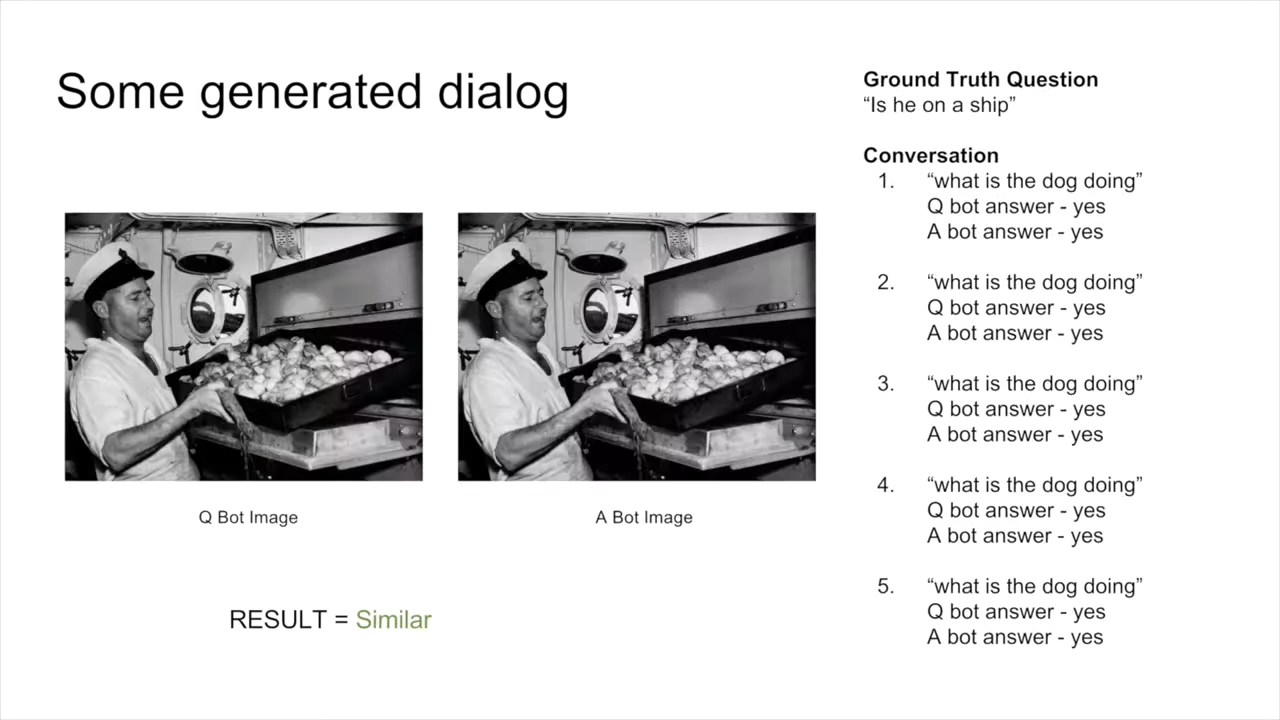 Some generated dialog
Q Bot Image
A Bot Image
RESULT = Similar
Ground Truth Question
“Is he on a ship”
Conversation
1. “what is the dog doing”
Q bot answer - yes
A bot answer - yes
2. “what is the dog doing”
Q bot answer - yes
A bot answer - yes
3. “what is the dog doing”
Q bot answer - yes
A bot answer - yes
4. “what is the dog doing”
Q bot answer - yes
A bot answer - yes
5. “what is the dog doing”
Q bot answer - yes
A bot answer - yes